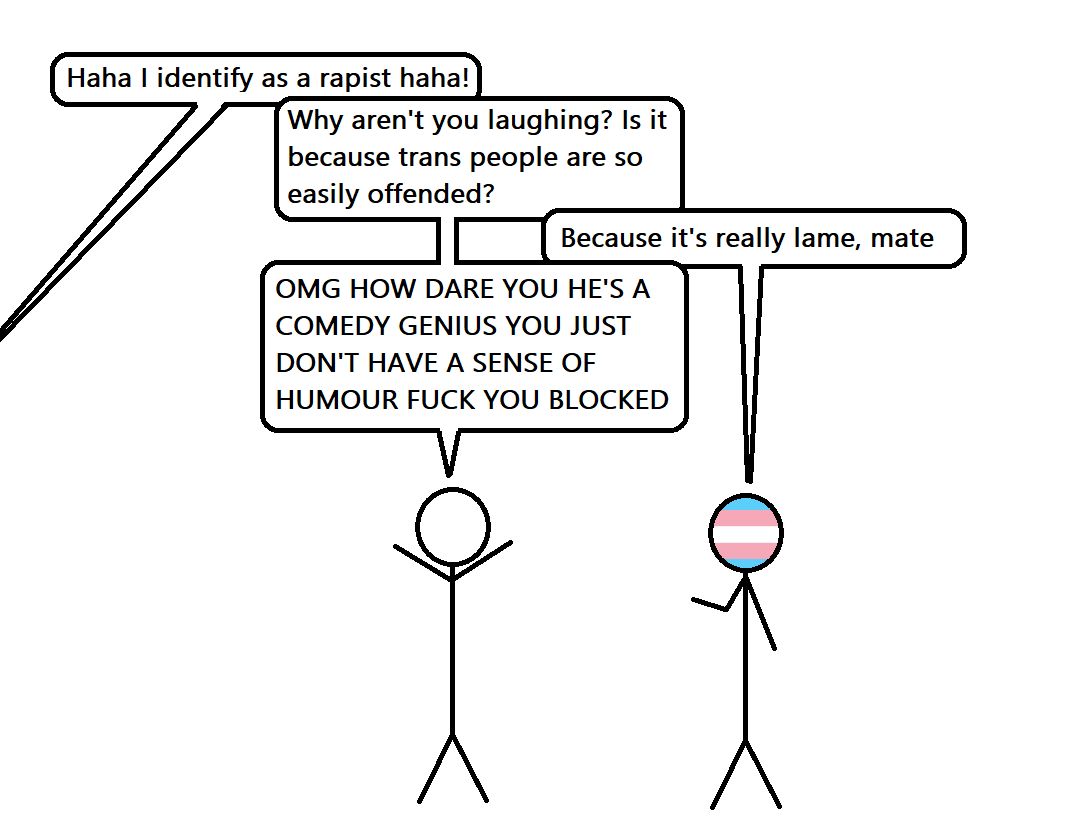 Haha I identify as a rapist haha!
Why aren't you laughing? Is it
because trans people are so
easily offended?
Because it's really lame, mate
OMG HOW DARE YOU HE'S A
COMEDY GENIUS YOU JUST
DON'T HAVE A SENSE OF
HUMOUR FUCK YOU BLOCKED